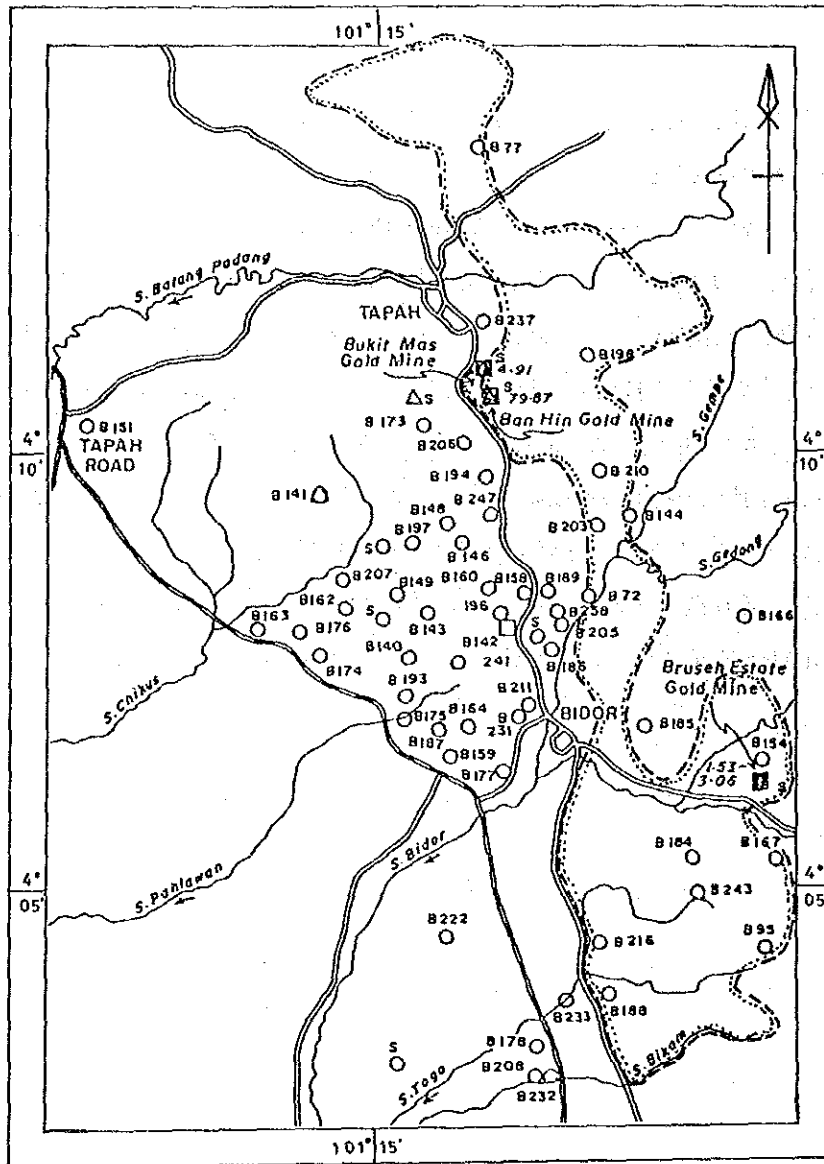 101° 15'
B77
S. Batang Padang
TAPAH
B237
Bukit Mas
Gold Mine
B198
S
4·91
S
79·87
S
Ban Hin Gold Mine
S. Gempe
B173
B151
TAPAH
ROAD
4°
10'
4°
10'
B206
B194
B210
B141
B247
B148
B203
B144
B197
S
B146
S. Gedong
B207
B149
B160
B158
B189
B72
B162
196
B258
B166
B163
S
B143
B205
B176
B142
S
B140
241
B186
B174
Bruseh Estate
Gold Mine
B193
S. Chikus
B211
B175
B164
B
231
BIDOR
B185
B187
B154
B159
1·53
3·06
S
B177
B184
B167
S. Bidor
S. Pahlawan
4°
05'
4°
05'
B243
B222
B216
B95
B233
B188
B178
S
S. Bikam
B208
S. Togo
B232
101° 15'